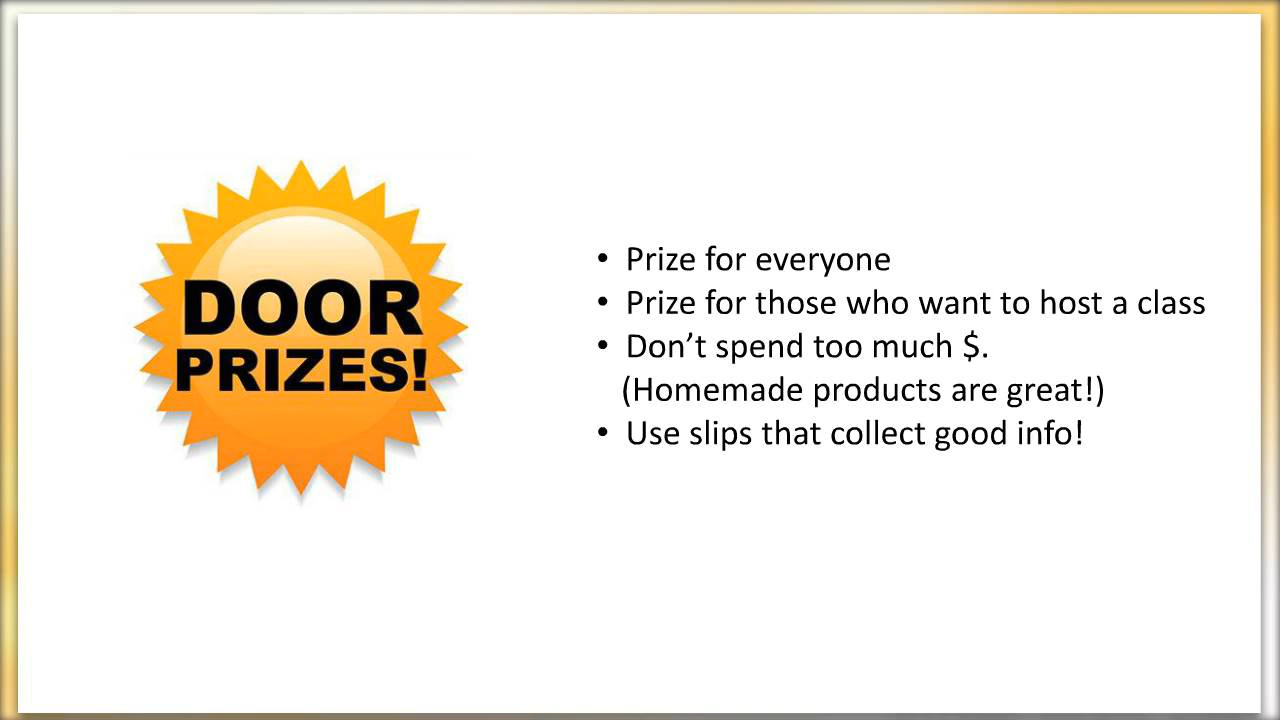 DOOR
PRIZES!
• Prize for everyone
• Prize for those who want to host a class
• Don’t spend too much $.
(Homemade products are great!)
• Use slips that collect good info!